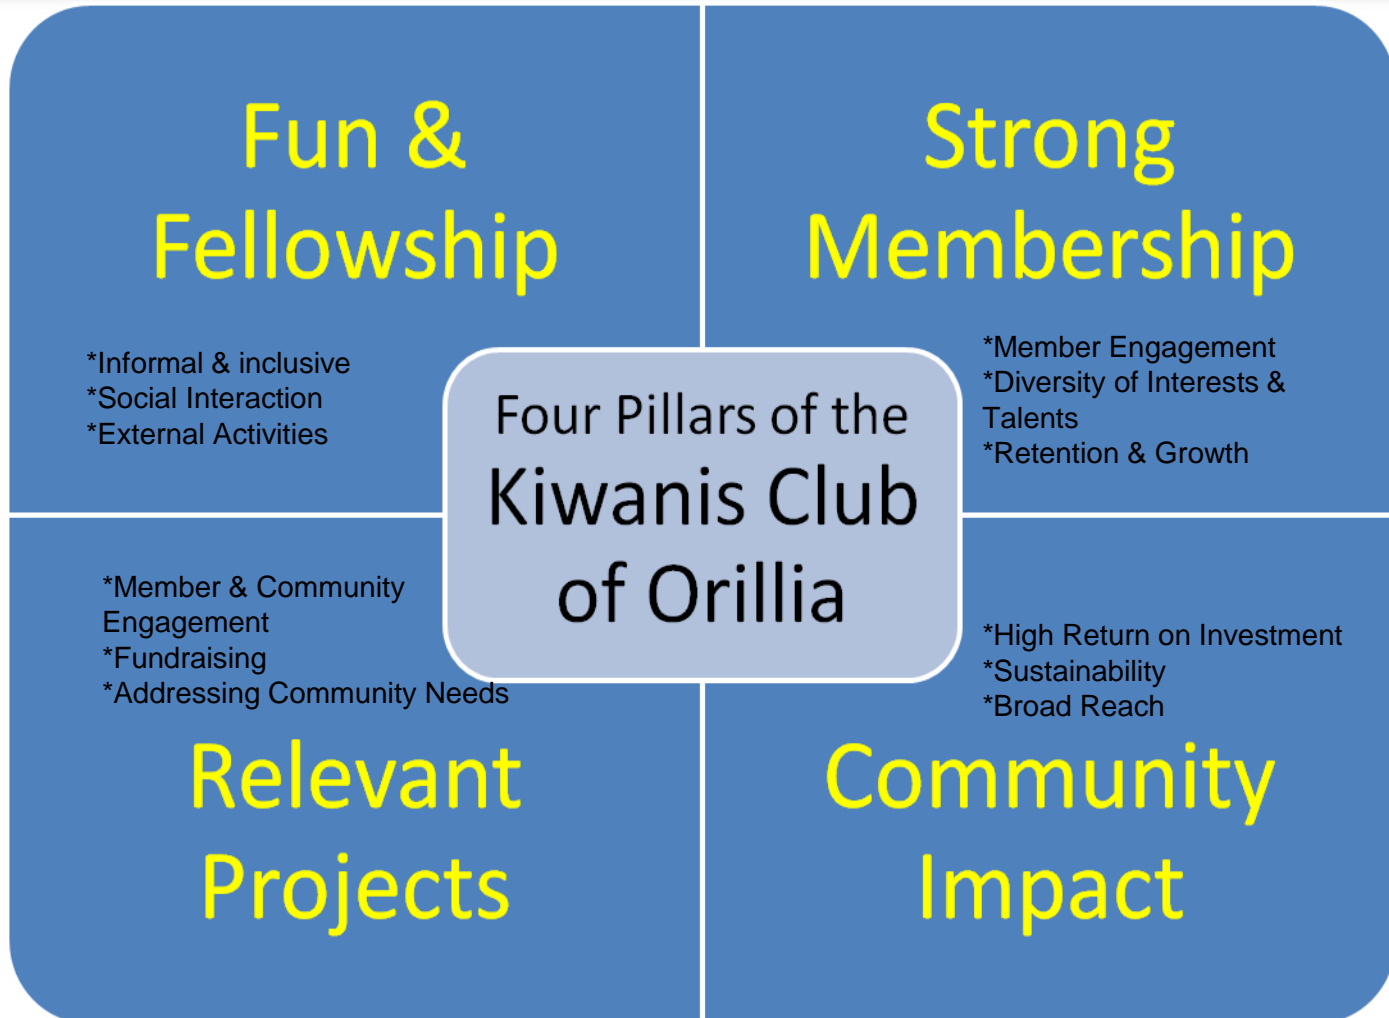 Fun &
Fellowship
*Informal & inclusive
*Social Interaction
*External Activities
Strong
Membership
*Member Engagement
*Diversity of Interests &
Talents
*Retention & Growth
Four Pillars of the
Kiwanis Club
of Orillia
*Member & Community
Engagement
*Fundraising
*Addressing Community Needs
Relevant
Projects
*High Return on Investment
*Sustainability
*Broad Reach
Community
Impact